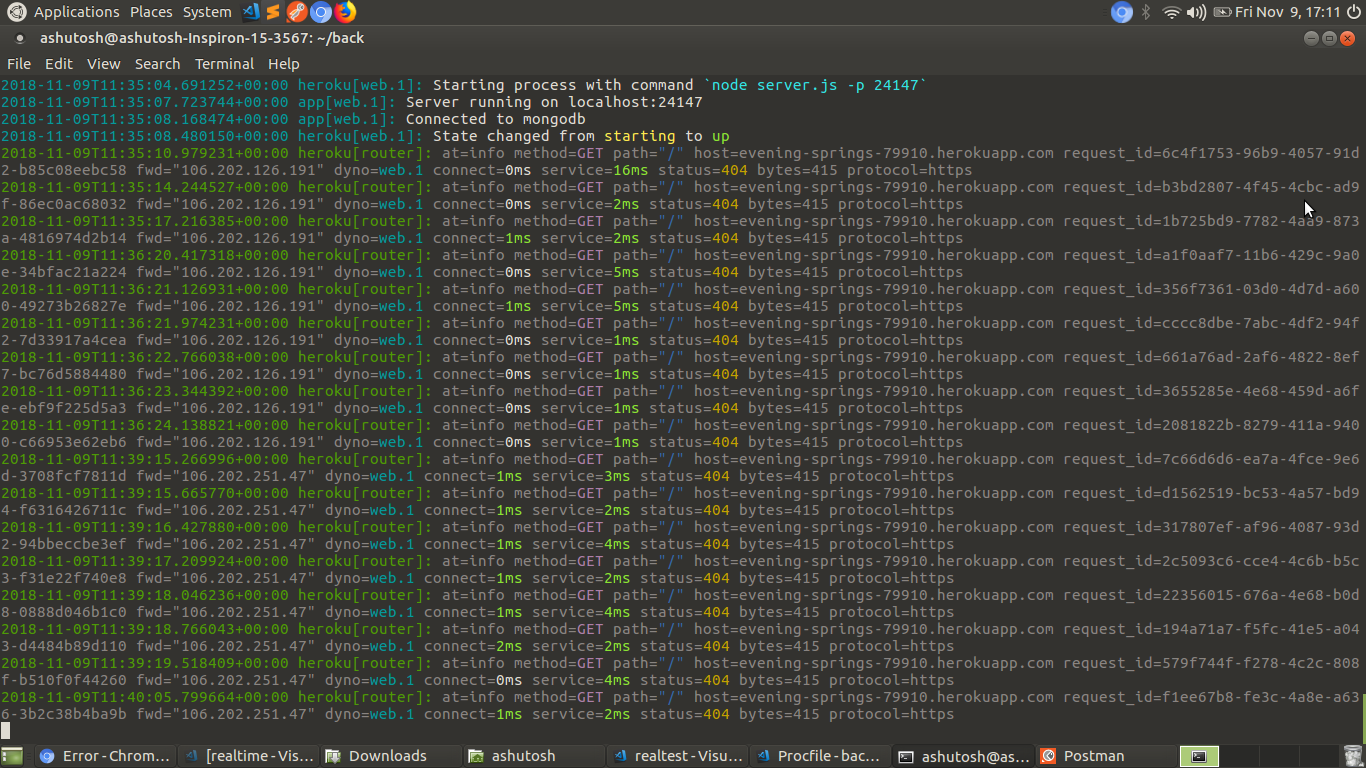 Applications Places System Fri Nov 9, 17:11
ashutosh@ashutosh-Inspiron-15-3567: ~/back
File Edit View Search Terminal Help
2018-11-09T11:35:04.691252+00:00 heroku[web.1]: Starting process with command `node server.js -p 24147`
2018-11-09T11:35:07.723744+00:00 app[web.1]: Server running on localhost:24147
2018-11-09T11:35:08.168474+00:00 app[web.1]: Connected to mongodb
2018-11-09T11:35:08.480150+00:00 heroku[web.1]: State changed from starting to up
2018-11-09T11:35:10.979231+00:00 heroku[router]: at=info method=GET path="/" host=evening-springs-79910.herokuapp.com request_id=6c4f1753-96b9-4057-91d
2-b85c08eebc58 fwd="106.202.126.191" dyno=web.1 connect=0ms service=16ms status=404 bytes=415 protocol=https
2018-11-09T11:35:14.244527+00:00 heroku[router]: at=info method=GET path="/" host=evening-springs-79910.herokuapp.com request_id=b3bd2807-4f45-4cbc-ad9
f-86ec0ac68032 fwd="106.202.126.191" dyno=web.1 connect=0ms service=2ms status=404 bytes=415 protocol=https
2018-11-09T11:35:17.216385+00:00 heroku[router]: at=info method=GET path="/" host=evening-springs-79910.herokuapp.com request_id=1b725bd9-7782-4aa9-873
a-4816974d2b14 fwd="106.202.126.191" dyno=web.1 connect=1ms service=2ms status=404 bytes=415 protocol=https
2018-11-09T11:36:20.417318+00:00 heroku[router]: at=info method=GET path="/" host=evening-springs-79910.herokuapp.com request_id=a1f0aaf7-11b6-429c-9a0
e-34bfac21a224 fwd="106.202.126.191" dyno=web.1 connect=0ms service=5ms status=404 bytes=415 protocol=https
2018-11-09T11:36:21.126931+00:00 heroku[router]: at=info method=GET path="/" host=evening-springs-79910.herokuapp.com request_id=356f7361-03d0-4d7d-a60
0-49273b26827e fwd="106.202.126.191" dyno=web.1 connect=1ms service=5ms status=404 bytes=415 protocol=https
2018-11-09T11:36:21.974231+00:00 heroku[router]: at=info method=GET path="/" host=evening-springs-79910.herokuapp.com request_id=cccc8dbe-7abc-4df2-94f
2-7d33917a4cea fwd="106.202.126.191" dyno=web.1 connect=0ms service=1ms status=404 bytes=415 protocol=https
2018-11-09T11:36:22.766038+00:00 heroku[router]: at=info method=GET path="/" host=evening-springs-79910.herokuapp.com request_id=661a76ad-2af6-4822-8ef
7-bc76d5884480 fwd="106.202.126.191" dyno=web.1 connect=0ms service=1ms status=404 bytes=415 protocol=https
2018-11-09T11:36:23.344392+00:00 heroku[router]: at=info method=GET path="/" host=evening-springs-79910.herokuapp.com request_id=3655285e-4e68-459d-a6f
e-ebf9f225d5a3 fwd="106.202.126.191" dyno=web.1 connect=0ms service=1ms status=404 bytes=415 protocol=https
2018-11-09T11:36:24.138821+00:00 heroku[router]: at=info method=GET path="/" host=evening-springs-79910.herokuapp.com request_id=2081822b-8279-411a-940
0-c66953e62eb6 fwd="106.202.126.191" dyno=web.1 connect=0ms service=1ms status=404 bytes=415 protocol=https
2018-11-09T11:39:15.266996+00:00 heroku[router]: at=info method=GET path="/" host=evening-springs-79910.herokuapp.com request_id=7c66d6d6-ea7a-4fce-9e6
d-3708fcf7811d fwd="106.202.251.47" dyno=web.1 connect=1ms service=3ms status=404 bytes=415 protocol=https
2018-11-09T11:39:15.665770+00:00 heroku[router]: at=info method=GET path="/" host=evening-springs-79910.herokuapp.com request_id=d1562519-bc53-4a57-bd9
4-f6316426711c fwd="106.202.251.47" dyno=web.1 connect=1ms service=2ms status=404 bytes=415 protocol=https
2018-11-09T11:39:16.427880+00:00 heroku[router]: at=info method=GET path="/" host=evening-springs-79910.herokuapp.com request_id=317807ef-af96-4087-93d
2-94bbeccbe3ef fwd="106.202.251.47" dyno=web.1 connect=1ms service=4ms status=404 bytes=415 protocol=https
2018-11-09T11:39:17.209924+00:00 heroku[router]: at=info method=GET path="/" host=evening-springs-79910.herokuapp.com request_id=2c5093c6-cce4-4c6b-b5c
3-f31e22f740e8 fwd="106.202.251.47" dyno=web.1 connect=1ms service=2ms status=404 bytes=415 protocol=https
2018-11-09T11:39:18.046236+00:00 heroku[router]: at=info method=GET path="/" host=evening-springs-79910.herokuapp.com request_id=22356015-676a-4e68-b0d
8-0888d046b1c0 fwd="106.202.251.47" dyno=web.1 connect=1ms service=4ms status=404 bytes=415 protocol=https
2018-11-09T11:39:18.766043+00:00 heroku[router]: at=info method=GET path="/" host=evening-springs-79910.herokuapp.com request_id=194a71a7-f5fc-41e5-a04
3-d4484b89d110 fwd="106.202.251.47" dyno=web.1 connect=2ms service=2ms status=404 bytes=415 protocol=https
2018-11-09T11:39:19.518409+00:00 heroku[router]: at=info method=GET path="/" host=evening-springs-79910.herokuapp.com request_id=579f744f-f278-4c2c-808
f-b510f0f44260 fwd="106.202.251.47" dyno=web.1 connect=0ms service=4ms status=404 bytes=415 protocol=https
2018-11-09T11:40:05.799664+00:00 heroku[router]: at=info method=GET path="/" host=evening-springs-79910.herokuapp.com request_id=f1ee67b8-fe3c-4a8e-a63
6-3b2c38b4ba9b fwd="106.202.251.47" dyno=web.1 connect=1ms service=2ms status=404 bytes=415 protocol=https
Error - Chrom... [realtime - Vis... Downloads ashutosh realtest - Visu... Procfile - bac... ashutosh@as... Postman